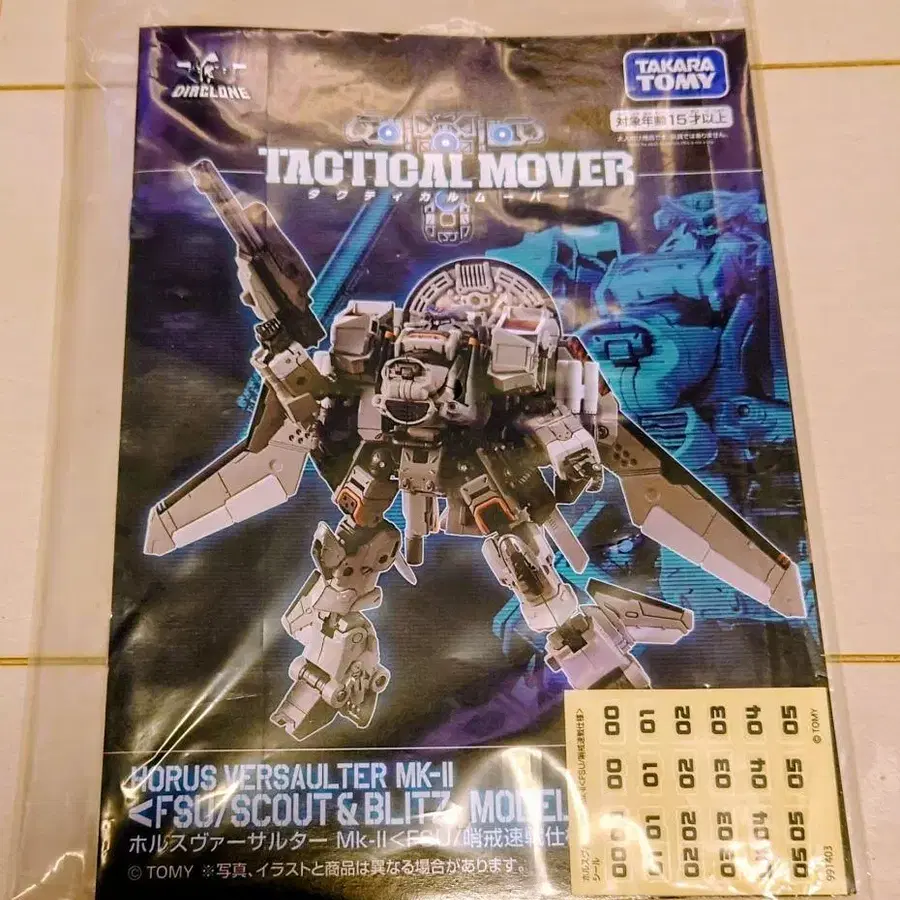 DIACLONE
TAKARA
TOMY
対象年齢15才以上
TACTICAL MOVER
タクティカルムーバー
HORUS VERSAULTER MK-II
<FSU/SCOUT & BLITZ MODEL
ホルスヴァーサルター Mk-II<FSU/哨戒速戦仕様
© TOMY ※写真、イラストと商品は異なる場合があります。
00 01 02 03 04 05
00 01 02 03 04 05
00 01 02 03 04 05
00 01 02 03 04 05
© TOMY
991403